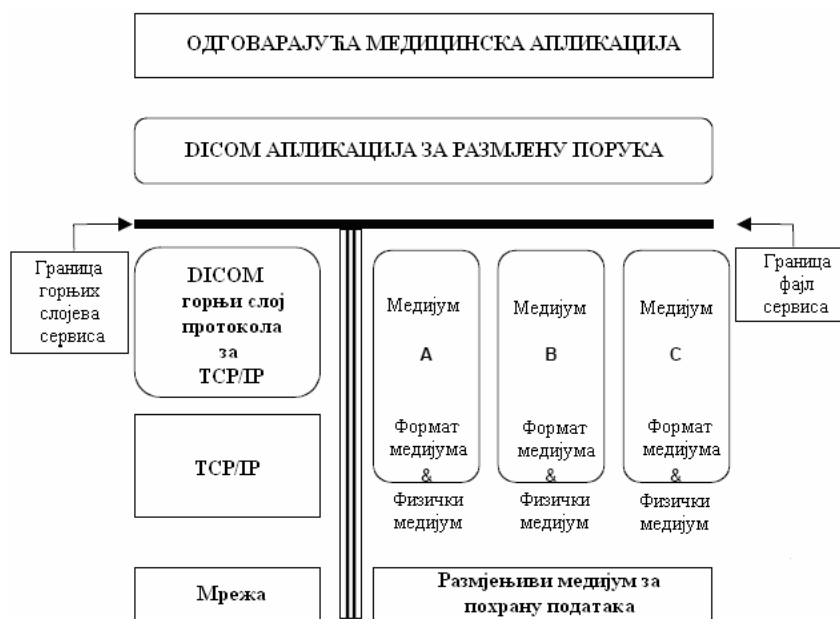 ОДГОВАРАЈУЋА МЕДИЦИНСКА АПЛИКАЦИЈА
DICOM АПЛИКАЦИЈА ЗА РАЗМЈЕНУ ПОРУКА
Граница
горњих
слојева
сервиса
DICOM
горњи слој
протокола
за
TCP/IP
Медијум
A
Формат
медијума
&
Физички
медијум
Медијум
B
Формат
медијума
&
Физички
медијум
Медијум
C
Формат
медијума
&
Физички
медијум
Граница
фајл
сервиса
TCP/IP
Мрежа
Размјењиви медијум за
похрану података